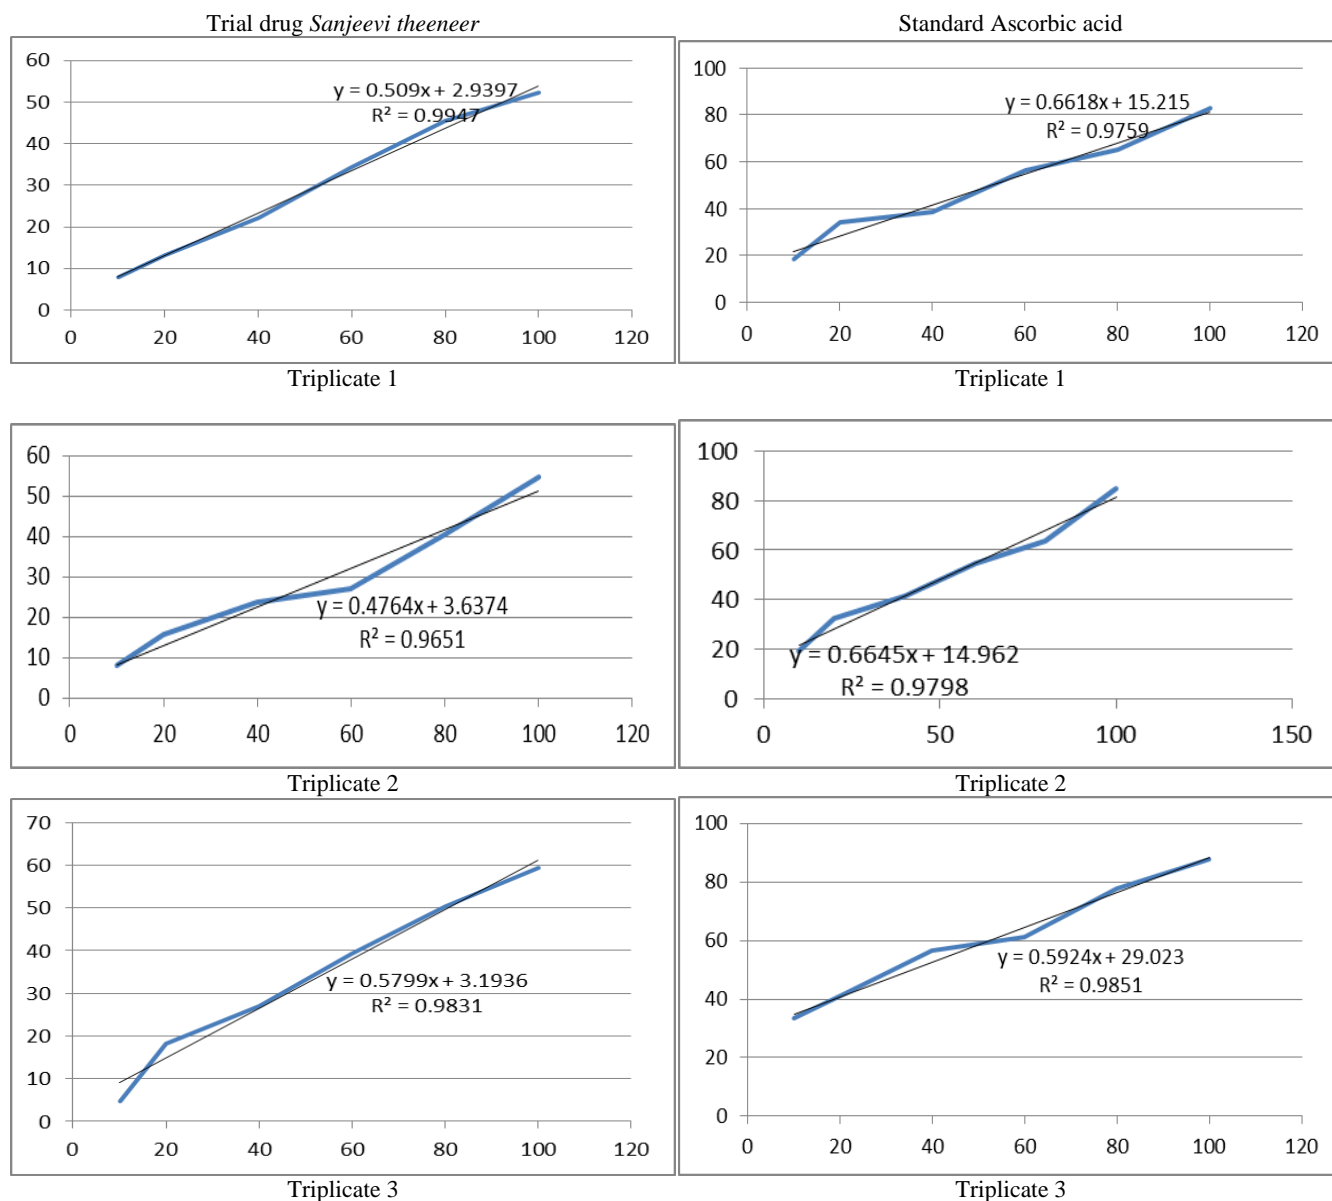 Trial drug Sanjeevi theeneer
Standard Ascorbic acid
60
50
40
30
20
10
0
0 20 40 60 80 100 120
y = 0.509x + 2.9397
R² = 0.9947
Triplicate 1
100
80
60
40
20
0
0 20 40 60 80 100 120
y = 0.6618x + 15.215
R² = 0.9759
Triplicate 1
60
50
40
30
20
10
0
0 20 40 60 80 100 120
y = 0.4764x + 3.6374
R² = 0.9651
Triplicate 2
100
80
60
40
20
0
0 50 100 150
y = 0.6645x + 14.962
R² = 0.9798
Triplicate 2
70
60
50
40
30
20
10
0
0 20 40 60 80 100 120
y = 0.5799x + 3.1936
R² = 0.9831
Triplicate 3
100
80
60
40
20
0
0 20 40 60 80 100 120
y = 0.5924x + 29.023
R² = 0.9851
Triplicate 3